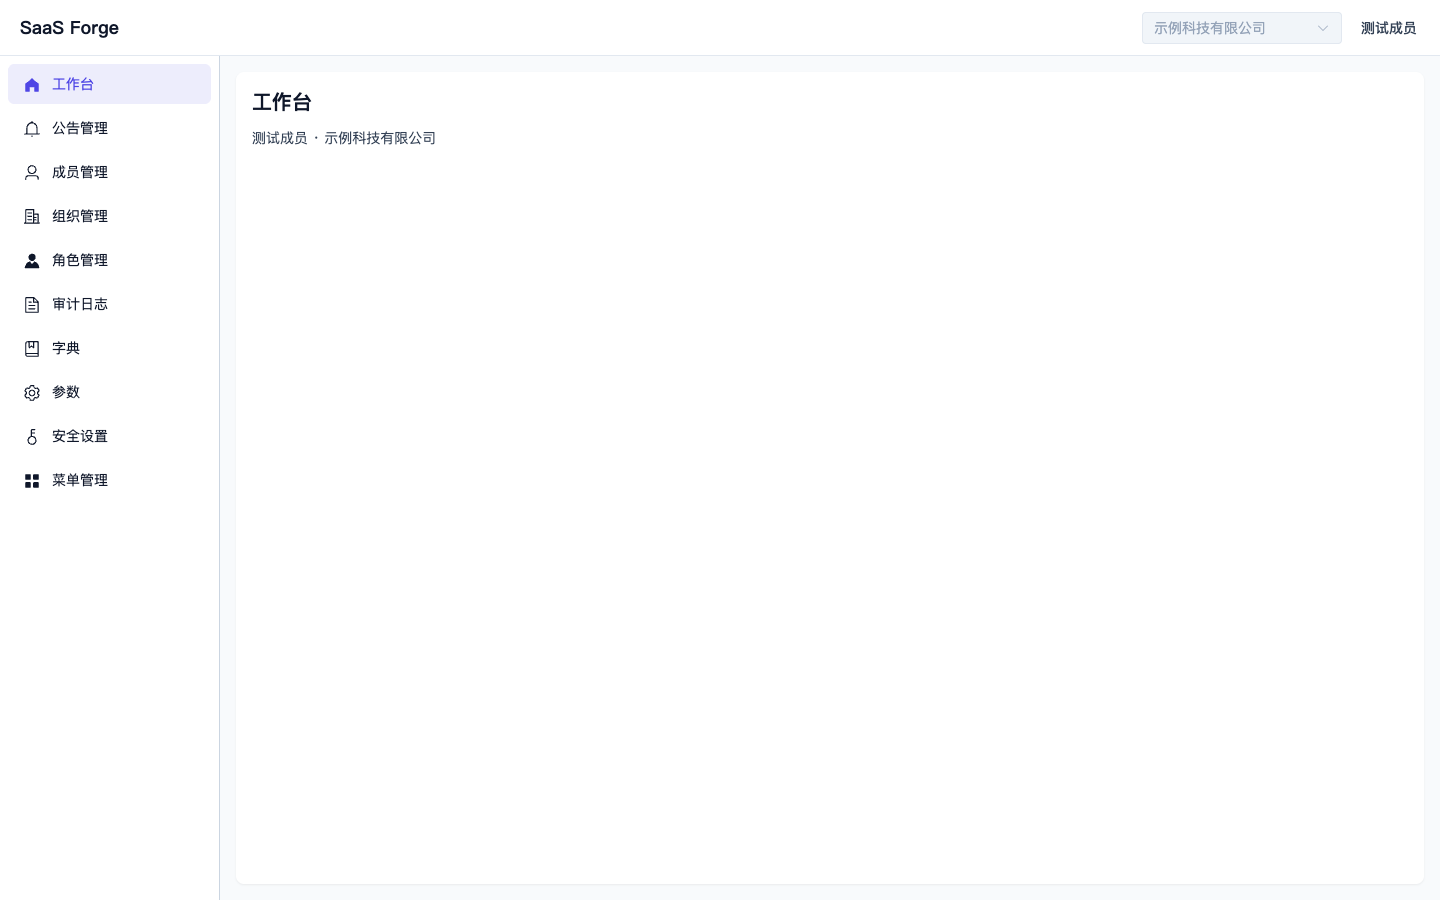 SaaS Forge
示例科技有限公司
测试成员
工作台
公告管理
成员管理
组织管理
角色管理
审计日志
字典
参数
安全设置
菜单管理
工作台
测试成员 · 示例科技有限公司